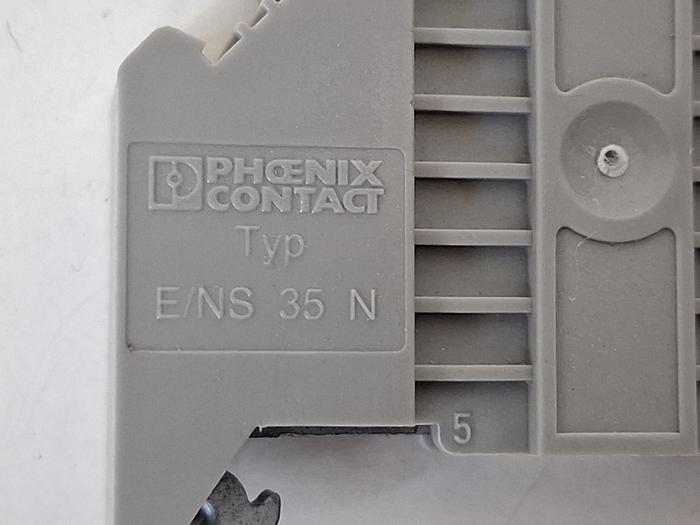 PHŒNIX
CONTACT
Typ
E/NS 35 N
5